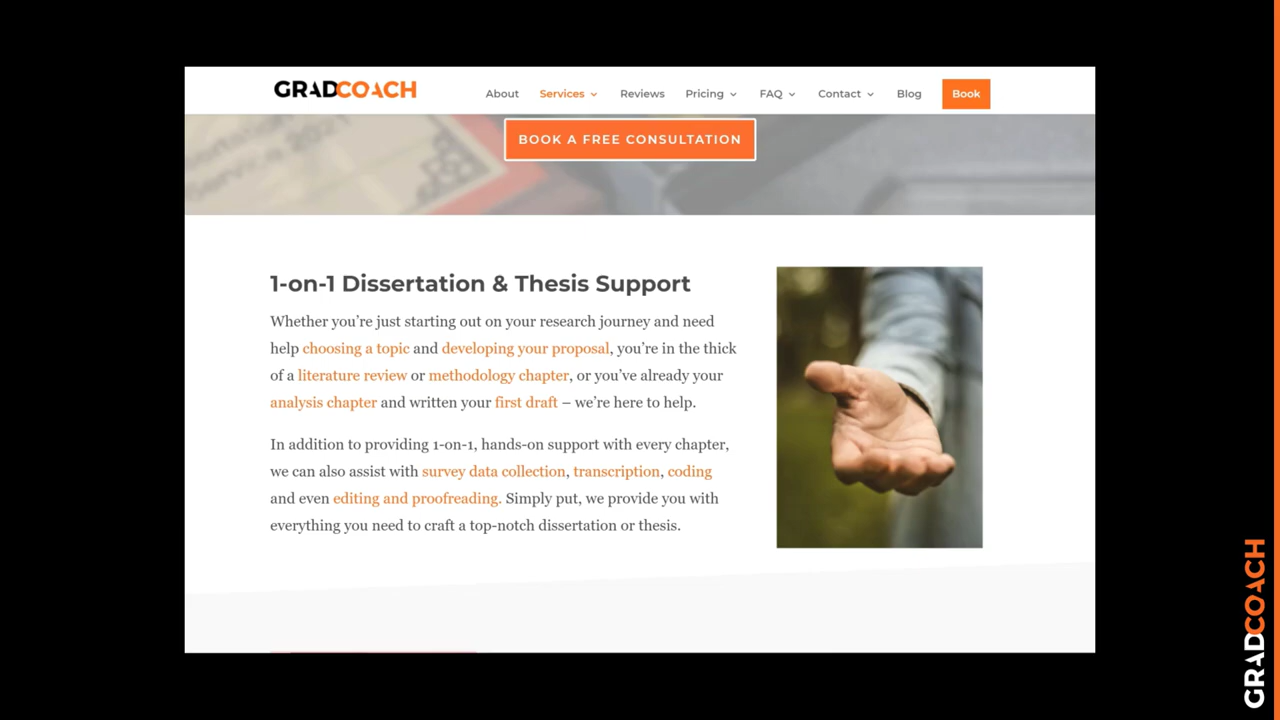 GRADCOACH
About Services Reviews Pricing FAQ Contact Blog Book
BOOK A FREE CONSULTATION
1-on-1 Dissertation & Thesis Support
Whether you’re just starting out on your research journey and need
help choosing a topic and developing your proposal, you’re in the thick
of a literature review or methodology chapter, or you’ve already your
analysis chapter and written your first draft – we’re here to help.
In addition to providing 1-on-1, hands-on support with every chapter,
we can also assist with survey data collection, transcription, coding
and even editing and proofreading. Simply put, we provide you with
everything you need to craft a top-notch dissertation or thesis.
GRADCOACH